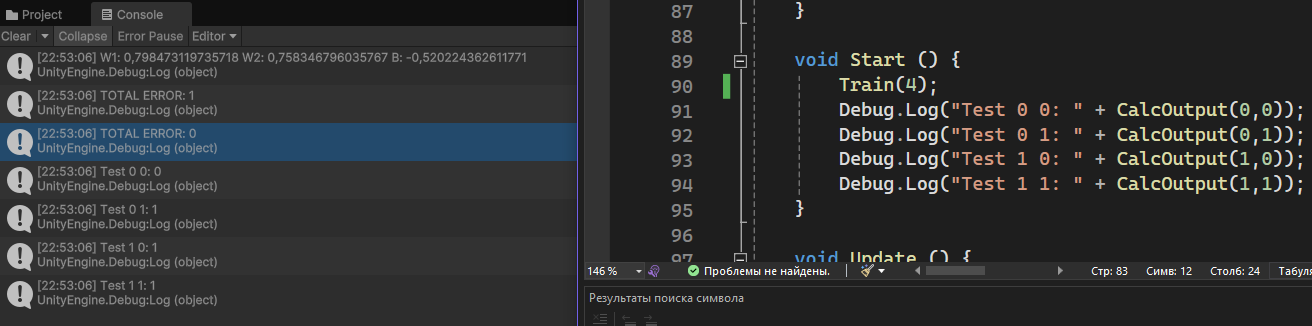 Project
Console
Clear
Collapse
Error Pause
Editor
[22:53:06] W1: 0,798473119735718 W2: 0,758346796035767 B: -0,520224362611771
UnityEngine.Debug:Log (object)
[22:53:06] TOTAL ERROR: 1
UnityEngine.Debug:Log (object)
[22:53:06] TOTAL ERROR: 0
UnityEngine.Debug:Log (object)
[22:53:06] Test 0 0: 0
UnityEngine.Debug:Log (object)
[22:53:06] Test 0 1: 1
UnityEngine.Debug:Log (object)
[22:53:06] Test 1 0: 1
UnityEngine.Debug:Log (object)
[22:53:06] Test 1 1: 1
UnityEngine.Debug:Log (object)
87 }
88
89 void Start () {
90 Train(4);
91 Debug.Log("Test 0 0: " + CalcOutput(0,0));
92 Debug.Log("Test 0 1: " + CalcOutput(0,1));
93 Debug.Log("Test 1 0: " + CalcOutput(1,0));
94 Debug.Log("Test 1 1: " + CalcOutput(1,1));
95 }
96
97 void Update () {
146 %
Проблемы не найдены.
Стр: 83
Симв: 12
Столб: 24
Табуля
Результаты поиска символа